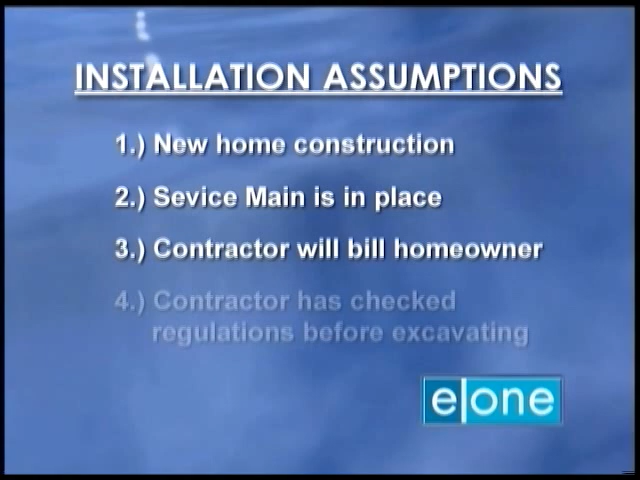 INSTALLATION ASSUMPTIONS
1.) New home construction
2.) Sevice Main is in place
3.) Contractor will bill homeowner
4.) Contractor has checked
regulations before excavating
e|one